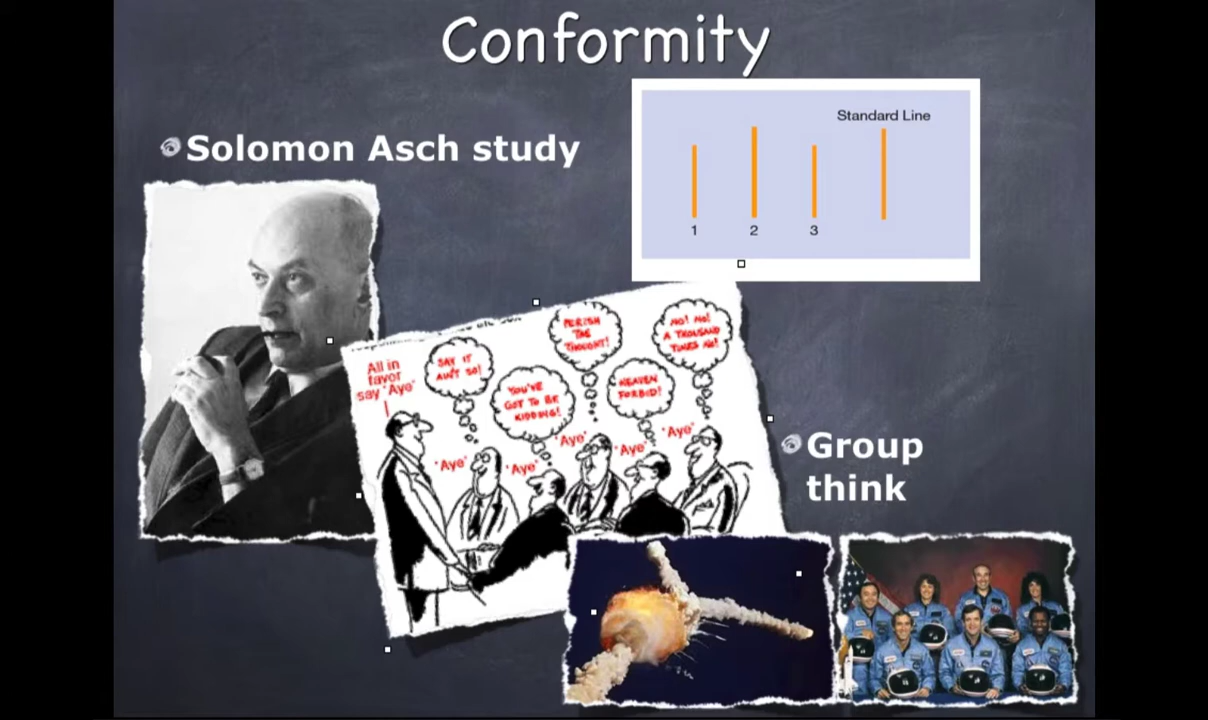 Conformity
Solomon Asch study
Standard Line
1 2 3
All in
favor
say 'Aye'
SAY IT
AIN'T SO!
YOU'VE
GOT TO BE
KIDDING!
PERISH
THE
THOUGHT!
HEAVEN
FORBID!
NO! NO!
A THOUSAND
TIMES NO!
'Aye'
'Aye'
'Aye'
'Aye'
'Aye'
Group
think